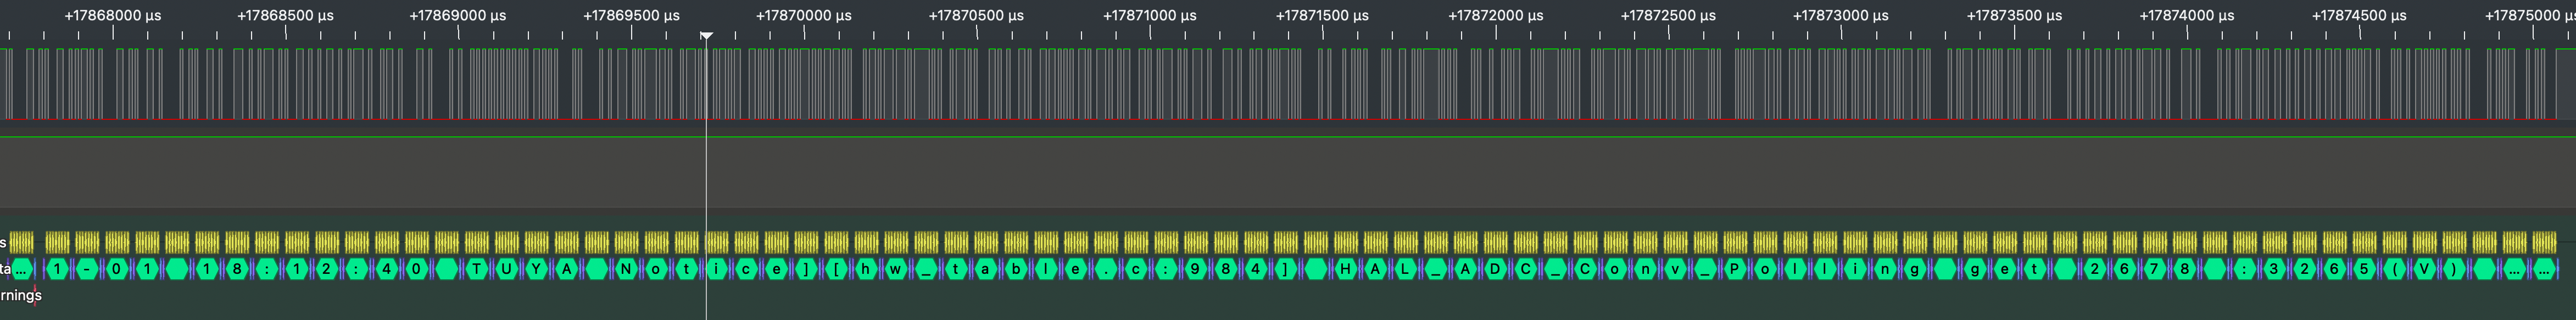 +17868000 µs +17868500 µs +17869000 µs +17869500 µs +17870000 µs +17870500 µs +17871000 µs +17871500 µs +17872000 µs +17872500 µs +17873000 µs +17873500 µs +17874000 µs +17874500 µs +17875000 µs
s
ta ... 1 - 0 1 1 8 : 1 2 : 4 0 T U Y A N o t i c e ] [ h w _ t a b l e . c : 9 8 4 ] H A L _ A D C _ C o n v _ P o l l i n g g e t 2 6 7 8 : 3 2 6 5 ( V ) ... ...
rnings